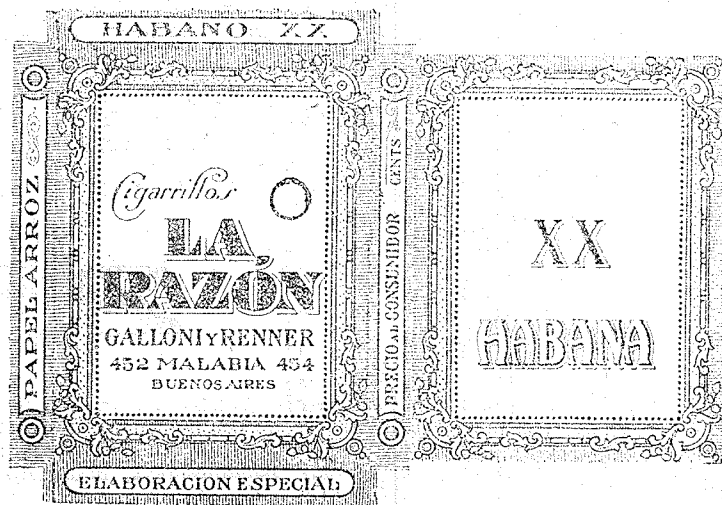 HABANO XX
PAPEL ARROZ
Cigarrillos
LA
RAZÓN
GALLONI Y RENNER
452 MALABIA 454
BUENOS AIRES
ELABORACION ESPECIAL
PRECIO AL CONSUMIDOR CENTS
XX
HABANA